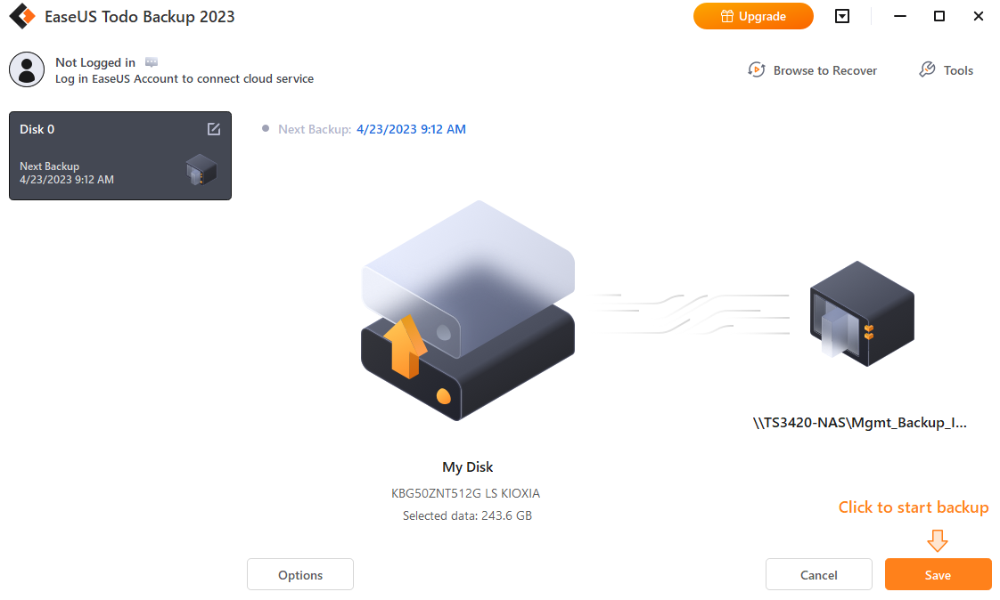 EaseUS Todo Backup 2023
Upgrade
Not Logged in
Log in EaseUS Account to connect cloud service
Browse to Recover
Tools
Disk 0
Next Backup
4/23/2023 9:12 AM
Next Backup: 4/23/2023 9:12 AM
\\TS3420-NAS\Mgmt_Backup_I...
My Disk
KBG50ZNT512G LS KIOXIA
Selected data: 243.6 GB
Click to start backup
Options
Cancel
Save